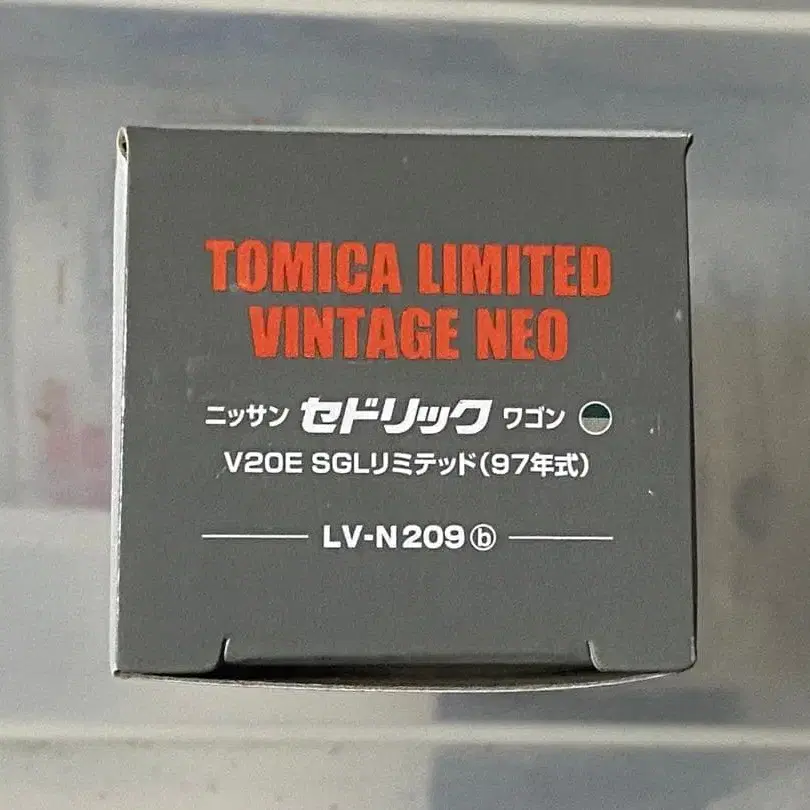 TOMICA LIMITED
VINTAGE NEO
ニッサン セドリック ワゴン
V20E SGLリミテッド(97年式)
LV-N209ⓑ